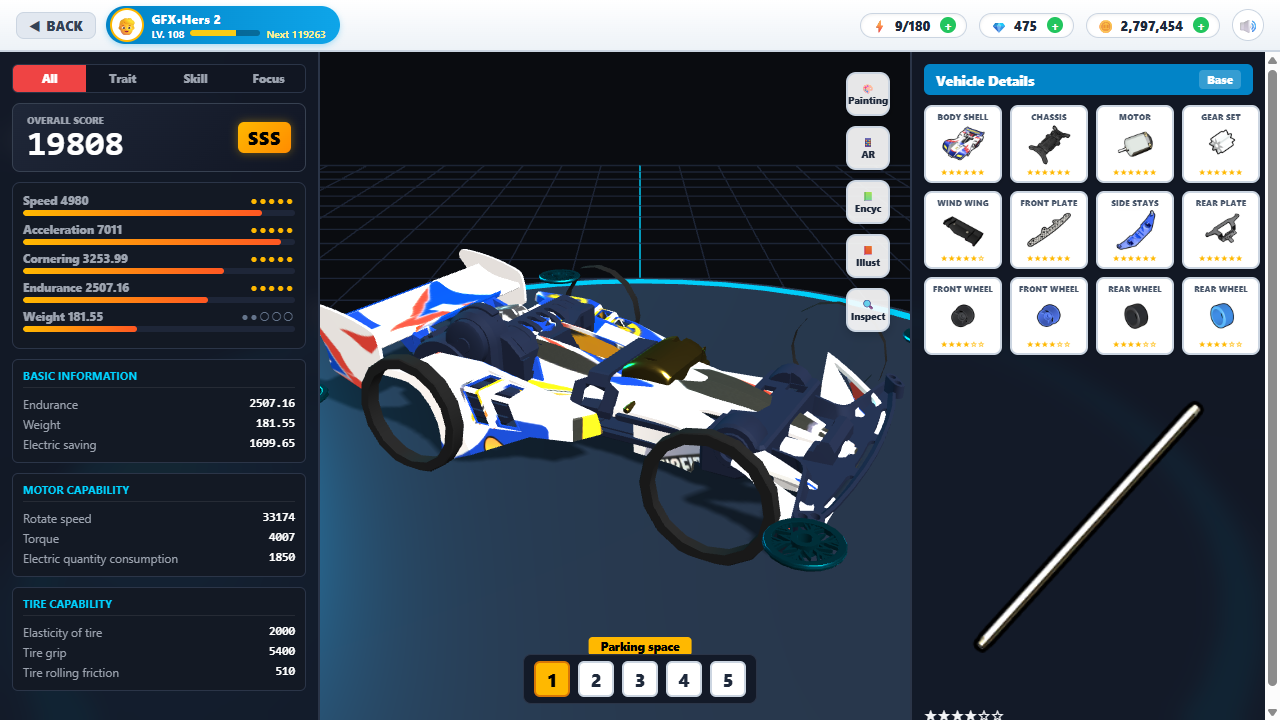 ◀ BACK
GFX•Hers 2
LV. 108
Next 119263
9/180
475
2,797,454
All
Trait
Skill
Focus
OVERALL SCORE
19808
SSS
Speed 4980
Acceleration 7011
Cornering 3253.99
Endurance 2507.16
Weight 181.55
BASIC INFORMATION
Endurance 2507.16
Weight 181.55
Electric saving 1699.65
MOTOR CAPABILITY
Rotate speed 33174
Torque 4007
Electric quantity consumption 1850
TIRE CAPABILITY
Elasticity of tire 2000
Tire grip 5400
Tire rolling friction 510
Painting
AR
Encyc
Illust
Inspect
Parking space
1 2 3 4 5
Vehicle Details
Base
BODY SHELL
CHASSIS
MOTOR
GEAR SET
WIND WING
FRONT PLATE
SIDE STAYS
REAR PLATE
FRONT WHEEL
FRONT WHEEL
REAR WHEEL
REAR WHEEL